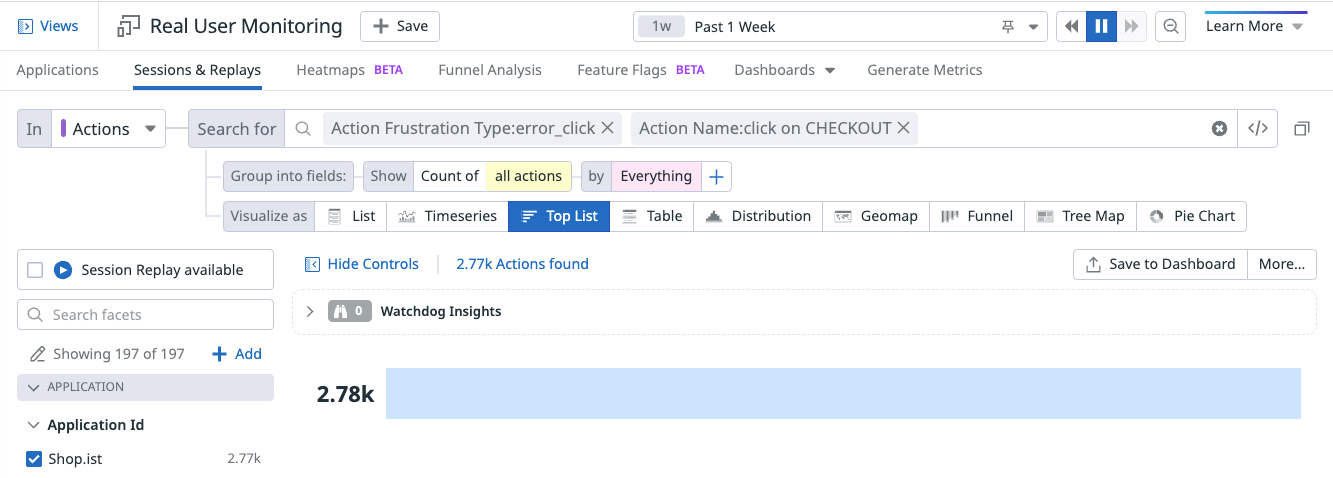 Views
Real User Monitoring
Save
1w Past 1 Week
Learn More
Applications Sessions & Replays Heatmaps BETA Funnel Analysis Feature Flags BETA Dashboards Generate Metrics
In Actions Search for Action Frustration Type:error_click Action Name:click on CHECKOUT </>
Group into fields: Show Count of all actions by Everything
Visualize as List Timeseries Top List Table Distribution Geomap Funnel Tree Map Pie Chart
Session Replay available
Hide Controls 2.77k Actions found Save to Dashboard More...
Search facets
0 Watchdog Insights
Showing 197 of 197 Add
APPLICATION
2.78k
Application Id
Shop.ist 2.77k